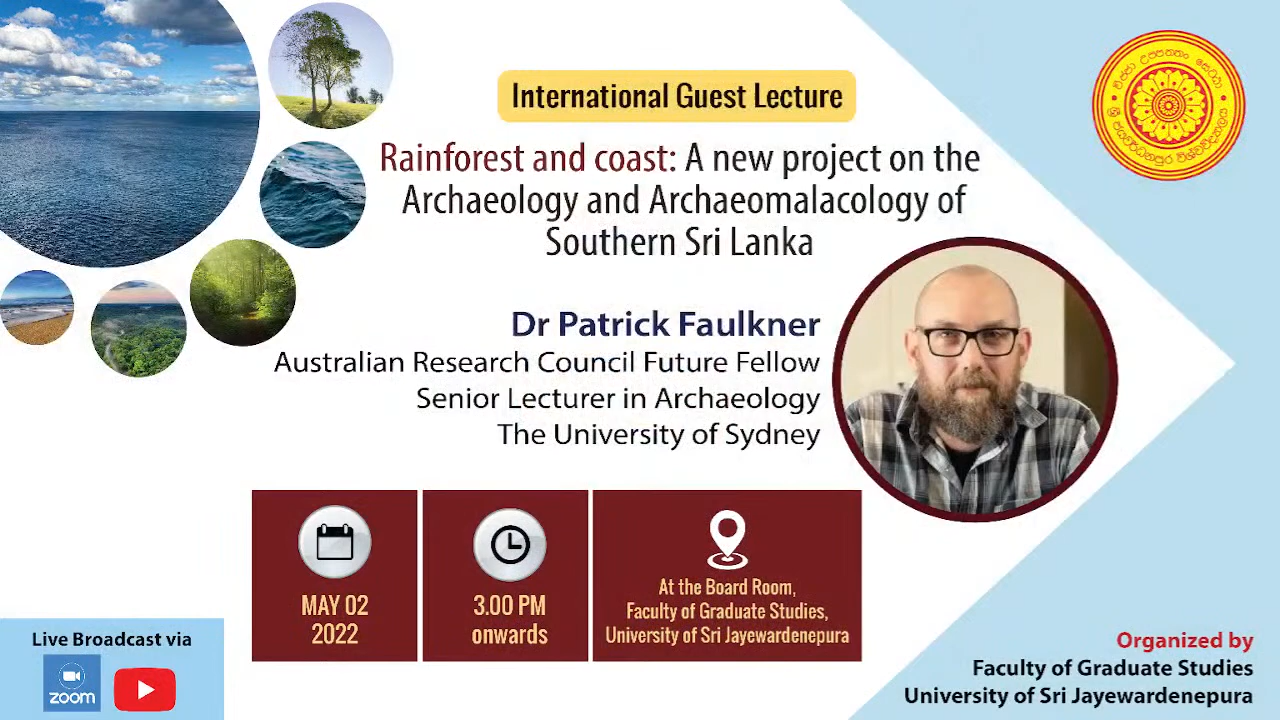 International Guest Lecture
Rainforest and coast: A new project on the
Archaeology and Archaeomalacology of
Southern Sri Lanka
Dr Patrick Faulkner
Australian Research Council Future Fellow
Senior Lecturer in Archaeology
The University of Sydney
MAY 02
2022
3.00 PM
onwards
At the Board Room,
Faculty of Graduate Studies,
University of Sri Jayewardenepura
Live Broadcast via
zoom
Organized by
Faculty of Graduate Studies
University of Sri Jayewardenepura